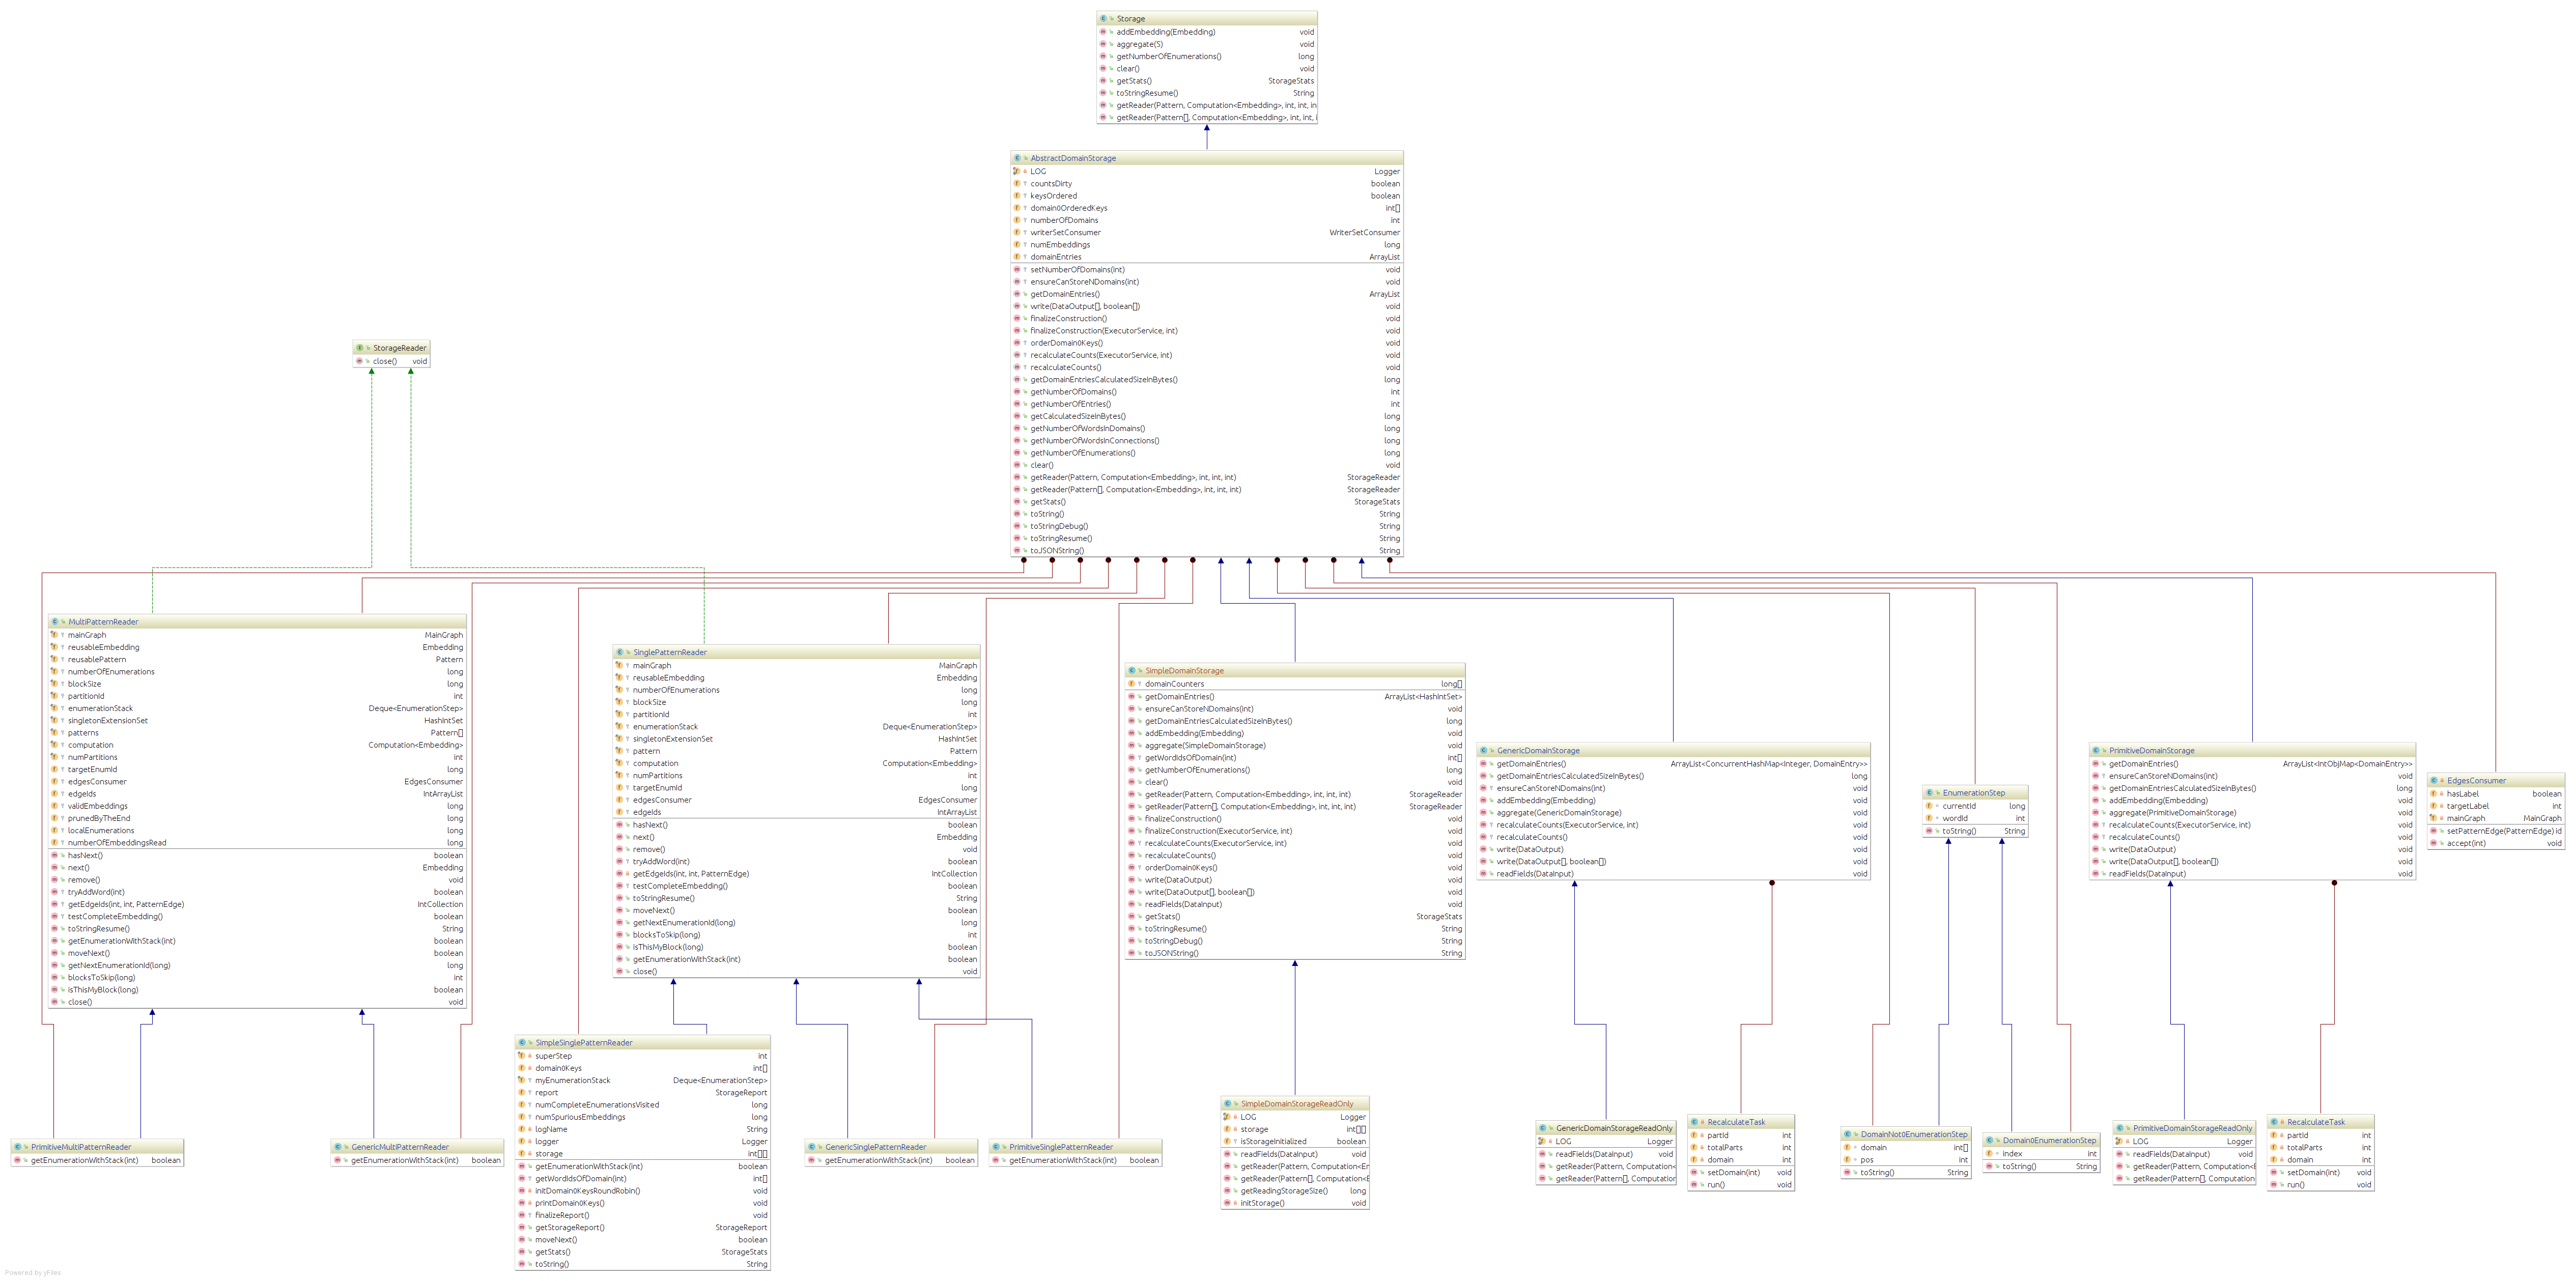 Storage
addEmbedding(Embedding) void
aggregate(S) void
getNumberOfEnumerations() long
clear() void
getStats() StorageStats
toStringResume() String
getReader(Pattern, Computation<Embedding>, int, int, in
getReader(Pattern[], Computation<Embedding>, int, int, i
AbstractDomainStorage
LOG Logger
countsDirty boolean
keysOrdered boolean
domain0OrderedKeys int[]
numberOfDomains int
writerSetConsumer WriterSetConsumer
numEmbeddings long
domainEntries ArrayList
setNumberOfDomains(int) void
ensureCanStoreNDomains(int) void
getDomainEntries() ArrayList
write(DataOutput[], boolean[]) void
finalizeConstruction() void
finalizeConstruction(ExecutorService, int) void
orderDomain0Keys() void
recalculateCounts(ExecutorService, int) void
recalculateCounts() void
getDomainEntriesCalculatedSizeInBytes() long
getNumberOfDomains() int
getNumberOfEntries() int
getCalculatedSizeInBytes() long
getNumberOfWordsInDomains() long
getNumberOfWordsInConnections() long
getNumberOfEnumerations() long
clear() void
getReader(Pattern, Computation<Embedding>, int, int, int) StorageReader
getReader(Pattern[], Computation<Embedding>, int, int, int) StorageReader
getStats() StorageStats
toString() String
toStringDebug() String
toStringResume() String
toJSONString() String
StorageReader
close() void
MultiPatternReader
mainGraph MainGraph
reusableEmbedding Embedding
reusablePattern Pattern
numberOfEnumerations long
blockSize long
partitionId int
enumerationStack Deque<EnumerationStep>
singletonExtensionSet HashIntSet
patterns Pattern[]
computation Computation<Embedding>
numPartitions int
targetEnumId long
edgesConsumer EdgesConsumer
edgeIds IntArrayList
validEmbeddings long
prunedByTheEnd long
localEnumerations long
numberOfEmbeddingsRead long
hasNext() boolean
next() Embedding
remove() void
tryAddWord(int) boolean
getEdgeIds(int, int, PatternEdge) IntCollection
testCompleteEmbedding() boolean
toStringResume() String
getEnumerationWithStack(int) boolean
moveNext() boolean
getNextEnumerationId(long) long
blocksToSkip(long) int
isThisMyBlock(long) boolean
close() void
SinglePatternReader
mainGraph MainGraph
reusableEmbedding Embedding
numberOfEnumerations long
blockSize long
partitionId int
enumerationStack Deque<EnumerationStep>
singletonExtensionSet HashIntSet
pattern Pattern
computation Computation<Embedding>
numPartitions int
targetEnumId long
edgesConsumer EdgesConsumer
edgeIds IntArrayList
hasNext() boolean
next() Embedding
remove() void
tryAddWord(int) boolean
getEdgeIds(int, int, PatternEdge) IntCollection
testCompleteEmbedding() boolean
toStringResume() String
moveNext() boolean
getNextEnumerationId(long) long
blocksToSkip(long) int
isThisMyBlock(long) boolean
getEnumerationWithStack(int) boolean
close() void
SimpleDomainStorage
domainCounters long[]
getDomainEntries() ArrayList<HashIntSet>
ensureCanStoreNDomains(int) void
getDomainEntriesCalculatedSizeInBytes() long
addEmbedding(Embedding) void
aggregate(SimpleDomainStorage) void
getWordIdsOfDomain(int) int[]
getNumberOfEnumerations() long
clear() void
getReader(Pattern, Computation<Embedding>, int, int, int) StorageReader
getReader(Pattern[], Computation<Embedding>, int, int, int) StorageReader
finalizeConstruction() void
finalizeConstruction(ExecutorService, int) void
recalculateCounts(ExecutorService, int) void
recalculateCounts() void
orderDomain0Keys() void
write(DataOutput) void
write(DataOutput[], boolean[]) void
readFields(DataInput) void
getStats() StorageStats
toStringResume() String
toStringDebug() String
toJSONString() String
GenericDomainStorage
getDomainEntries() ArrayList<ConcurrentHashMap<Integer, DomainEntry>>
getDomainEntriesCalculatedSizeInBytes() long
ensureCanStoreNDomains(int) void
addEmbedding(Embedding) void
aggregate(GenericDomainStorage) void
recalculateCounts(ExecutorService, int) void
recalculateCounts() void
write(DataOutput) void
write(DataOutput[], boolean[]) void
readFields(DataInput) void
EnumerationStep
currentId long
wordId int
toString() String
PrimitiveDomainStorage
getDomainEntries() ArrayList<IntObjMap<DomainEntry>>
ensureCanStoreNDomains(int) void
getDomainEntriesCalculatedSizeInBytes() long
addEmbedding(Embedding) void
aggregate(PrimitiveDomainStorage) void
recalculateCounts(ExecutorService, int) void
recalculateCounts() void
write(DataOutput) void
write(DataOutput[], boolean[]) void
readFields(DataInput) void
EdgesConsumer
hasLabel boolean
targetLabel int
mainGraph MainGraph
setPatternEdge(PatternEdge) id
accept(int) void
PrimitiveMultiPatternReader
getEnumerationWithStack(int) boolean
GenericMultiPatternReader
getEnumerationWithStack(int) boolean
SimpleSinglePatternReader
superStep int
domain0Keys int[]
myEnumerationStack Deque<EnumerationStep>
report StorageReport
numCompleteEnumerationsVisited long
numSpuriousEmbeddings long
logName String
logger Logger
storage int[][]
getEnumerationWithStack(int) boolean
getWordIdsOfDomain(int) int[]
initDomain0KeysRoundRobin() void
printDomain0Keys() void
finalizeReport() void
getStorageReport() StorageReport
moveNext() boolean
getStats() StorageStats
toString() String
GenericSinglePatternReader
getEnumerationWithStack(int) boolean
PrimitiveSinglePatternReader
getEnumerationWithStack(int) boolean
SimpleDomainStorageReadOnly
LOG Logger
storage int[][]
isStorageInitialized boolean
readFields(DataInput) void
getReader(Pattern, Computation<Er
getReader(Pattern[], Computation<E
getReadingStorageSize() long
initStorage() void
GenericDomainStorageReadOnly
LOG Logger
readFields(DataInput) void
getReader(Pattern, Computation<
getReader(Pattern[], Computation
RecalculateTask
partId int
totalParts int
domain int
setDomain(int) void
run() void
DomainNot0EnumerationStep
domain int[]
pos int
toString() String
Domain0EnumerationStep
index int
toString() String
PrimitiveDomainStorageReadOnly
LOG Logger
readFields(DataInput) void
getReader(Pattern, Computation<E
getReader(Pattern[], Computation
RecalculateTask
partId int
totalParts int
domain int
setDomain(int) void
run() void
Powered by yFiles